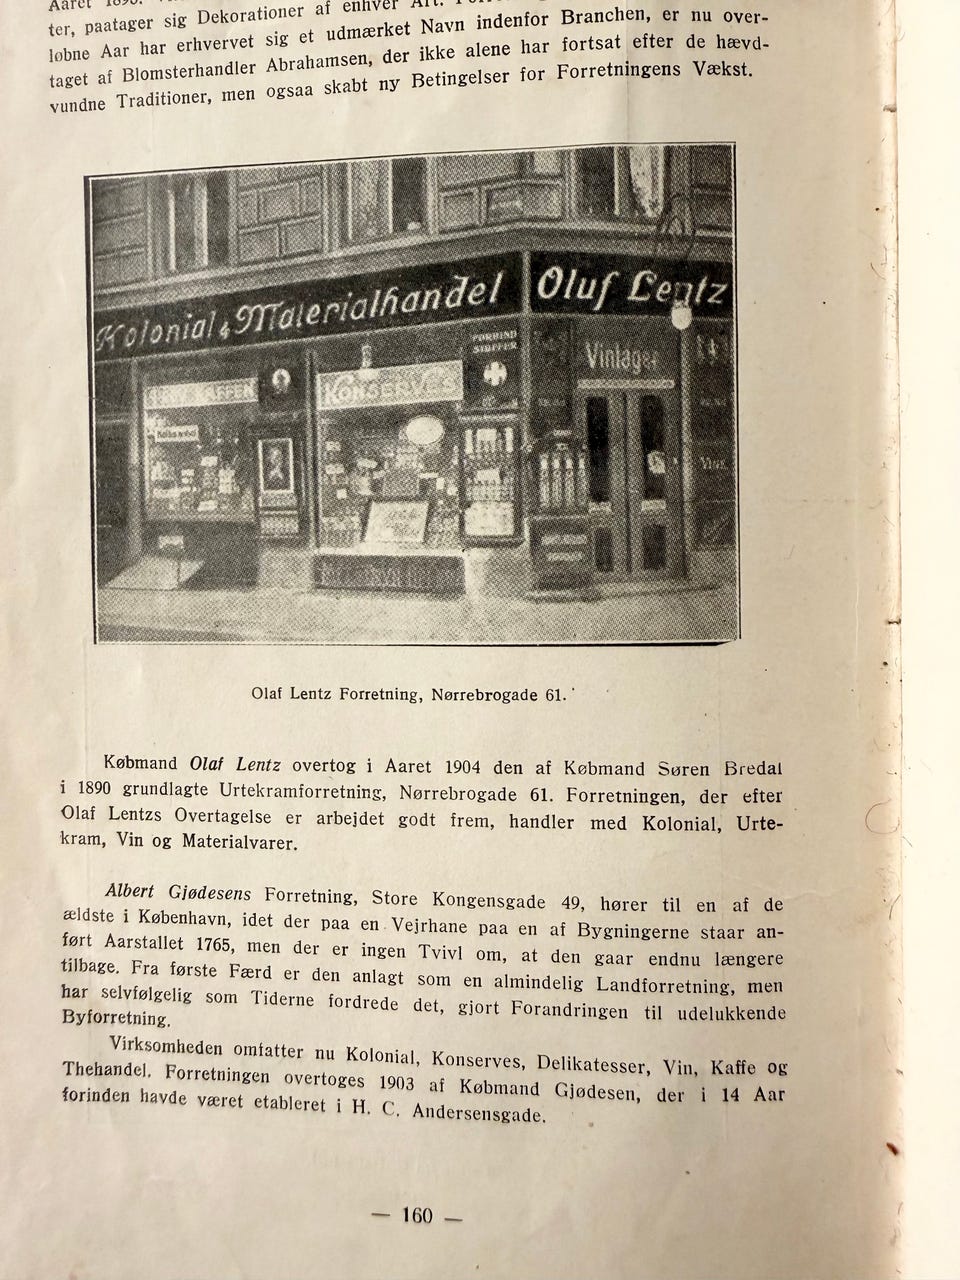 Aaret 1890.
ter, paatager sig Dekorationer af enhver Art.
løbne Aar har erhvervet sig et udmærket Navn indenfor Branchen, er nu over-
taget af Blomsterhandler Abrahamsen, der ikke alene har fortsat efter de hævd-
vundne Traditioner, men ogsaa skabt ny Betingelser for Forretningens Vækst.
Kolonial & Materialhandel
Oluf Lentz
FORBIND
STOFFER
Vinlager
KONSERVES
VINE
Olaf Lentz Forretning, Nørrebrogade 61.
Købmand Olaf Lentz overtog i Aaret 1904 den af Købmand Søren Bredal
i 1890 grundlagte Urtekramforretning, Nørrebrogade 61. Forretningen, der efter
Olaf Lentzs Overtagelse er arbejdet godt frem, handler med Kolonial, Urte-
kram, Vin og Materialvarer.
Albert Gjødesens Forretning, Store Kongensgade 49, hører til en af de
ældste i København, idet der paa en Vejrhane paa en af Bygningerne staar an-
ført Aarstallet 1765, men der er ingen Tvivl om, at den gaar endnu længere
tilbage. Fra første Færd er den anlagt som en almindelig Landforretning, men
har selvfølgelig som Tiderne fordrede det, gjort Forandringen til udelukkende
Byforretning.
Virksomheden omfatter nu Kolonial, Konserves, Delikatesser, Vin, Kaffe og
Thehandel. Forretningen overtoges 1903 af Købmand Gjødesen, der i 14 Aar
forinden havde været etableret i H. C. Andersensgade.
— 160 —